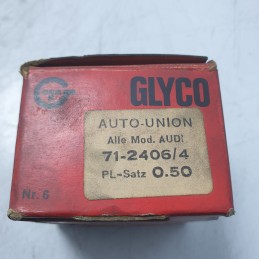 GLYCO
AUTO-UNION
Alle Mod. AUDI
71-2406/4
PL-Satz 0.50
Nr. 6